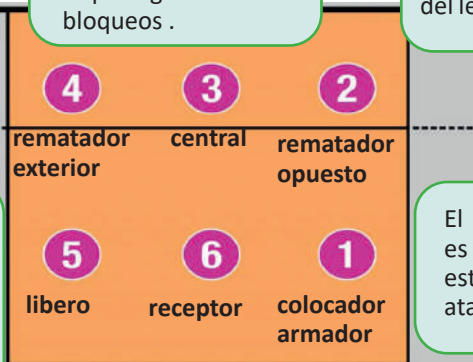 bloqueos .
del le
4 3 2
rematador central rematador
exterior opuesto
El
es
est
ata
5 6 1
libero receptor colocador
armador